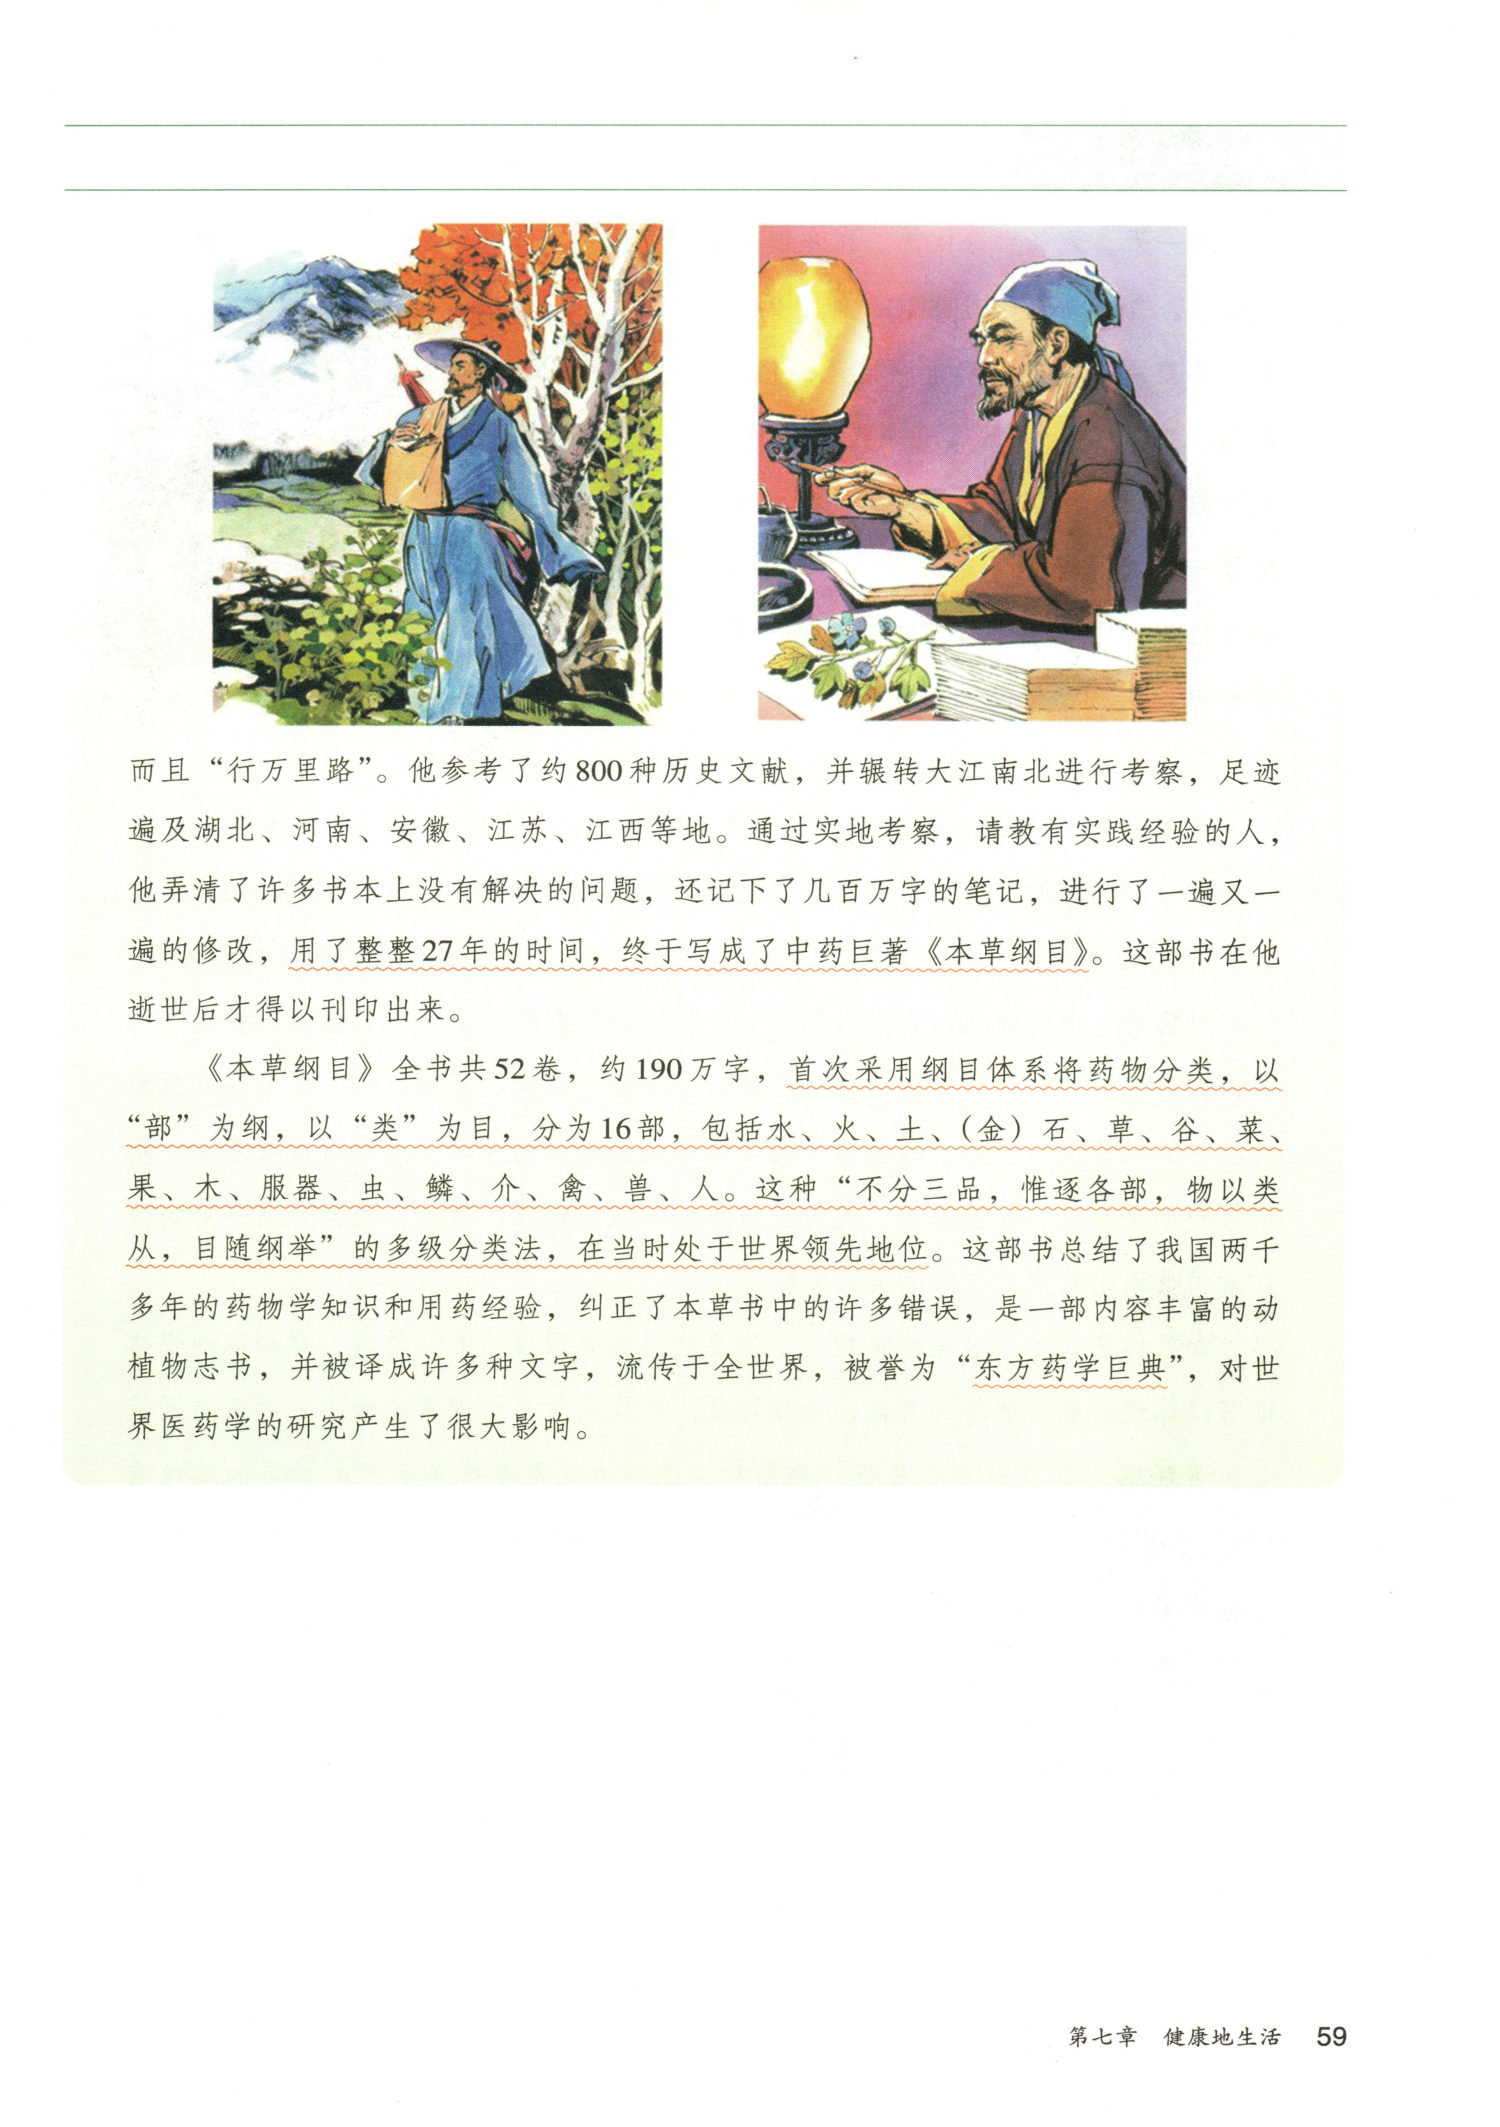 而且“行万里路”。他参考了约800种历史文献，并辗转大江南北进行考察，足迹
遍及湖北、河南、安徽、江苏、江西等地。通过实地考察，请教有实践经验的人，
他弄清了许多书本上没有解决的问题，还记下了几百万字的笔记，进行了一遍又一
遍的修改，用了整整27年的时间，终于写成了中药巨著《本草纲目》。这部书在他
逝世后才得以刊印出来。
《本草纲目》全书共52卷，约190万字，首次采用纲目体系将药物分类，以
“部”为纲，以“类”为目，分为16部，包括水、火、土、（金）石、草、谷、菜、
果、木、服器、虫、鳞、介、禽、兽、人。这种“不分三品，惟逐各部，物以类
从，目随纲举”的多级分类法，在当时处于世界领先地位。这部书总结了我国两千
多年的药物学知识和用药经验，纠正了本草书中的许多错误，是一部内容丰富的动
植物志书，并被译成许多种文字，流传于全世界，被誉为“东方药学巨典”，对世
界医药学的研究产生了很大影响。
第七章 健康地生活 59